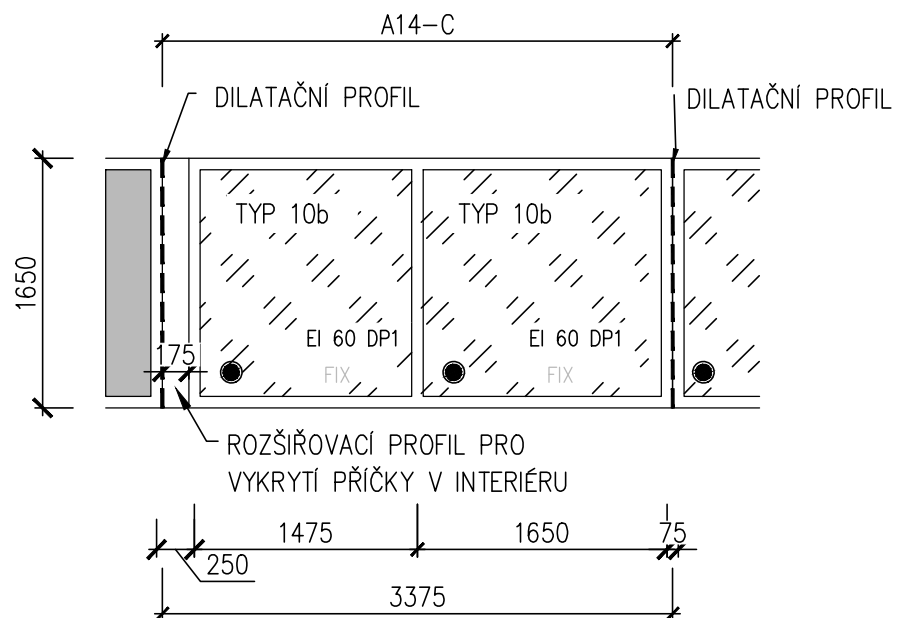 A14-C
DILATAČNÍ PROFIL
DILATAČNÍ PROFIL
TYP 10b
TYP 10b
1650
EI 60 DP1
EI 60 DP1
175
FIX
FIX
ROZŠIŘOVACÍ PROFIL PRO
VYKRYTÍ PŘÍČKY V INTERIÉRU
1475
1650
75
250
3375